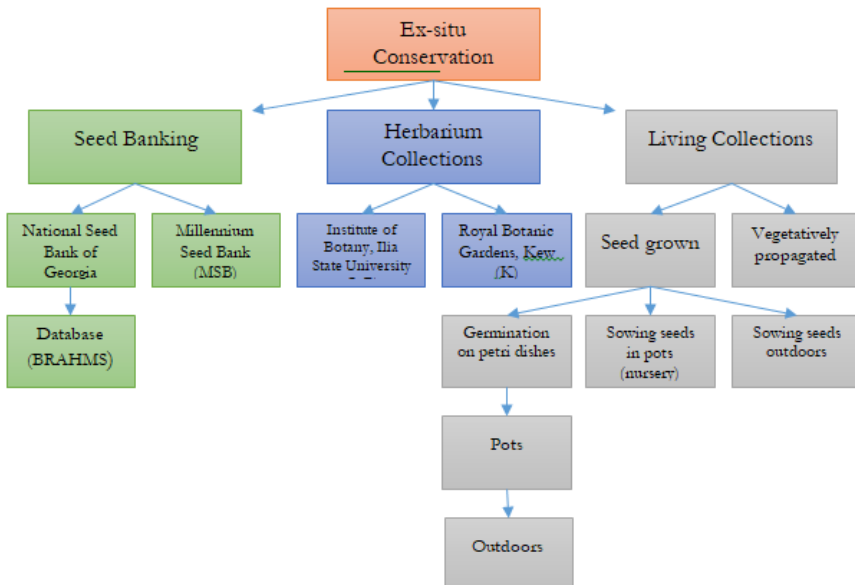 Ex-situ
Conservation
Seed Banking
Herbarium
Collections
Living Collections
National Seed
Bank of
Georgia
Millennium
Seed Bank
(MSB)
Institute of
Botany, Ilia
State University
Royal Botanic
Gardens, Kew
(K)
Seed grown
Vegetatively
propagated
Database
(BRAHMS)
Germination
on petri dishes
Sowing seeds
in pots
(nursery)
Sowing seeds
outdoors
Pots
Outdoors